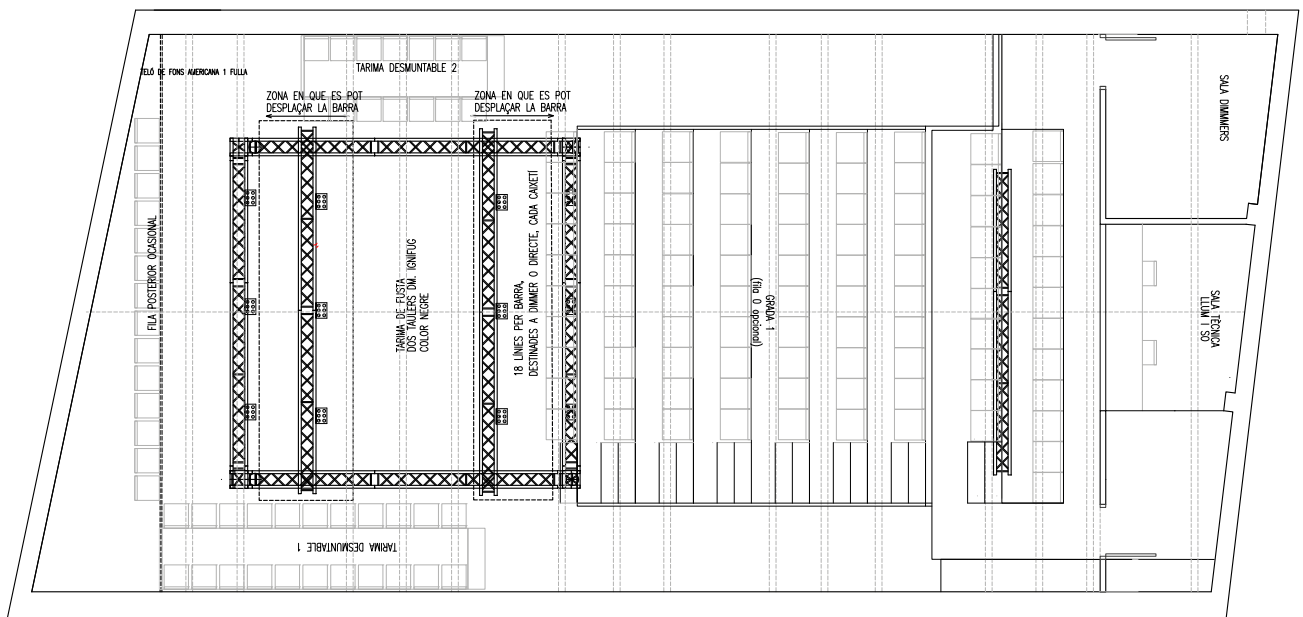 TELÓ DE FONS AMERICANA 1 FULLA
TARIMA DESMUNTABLE 2
ZONA EN QUE ES POT
DESPLAÇAR LA BARRA
ZONA EN QUE ES POT
DESPLAÇAR LA BARRA
FILA POSTERIOR OCASIONAL
TARIMA DE FUSTA
DOS TAULERS DM. IGNIFUG
COLOR NEGRE
18 LÍNIES PER BARRA,
DESTINADES A DIMMER O DIRECTE, CADA CAIXETÍ
GRADA 1
(fila 0 opcional)
SALA DIMMERS
SALA TÈCNICA
LLUM I SO
TARIMA DESMUNTABLE 1